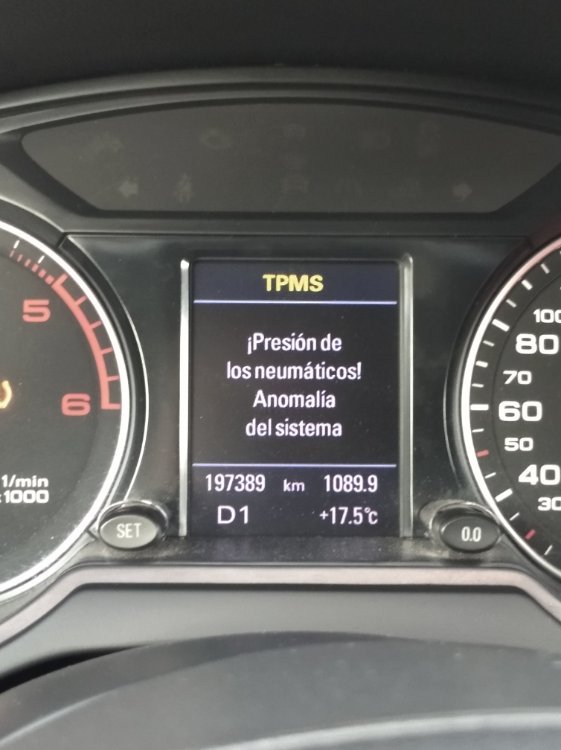 TPMS
¡Presión de
los neumáticos!
Anomalía
del sistema
197389 km 1089.9
D1 +17.5°c
5
6
1/min
x1000
SET
0.0
100
80
70
60
50
40
30